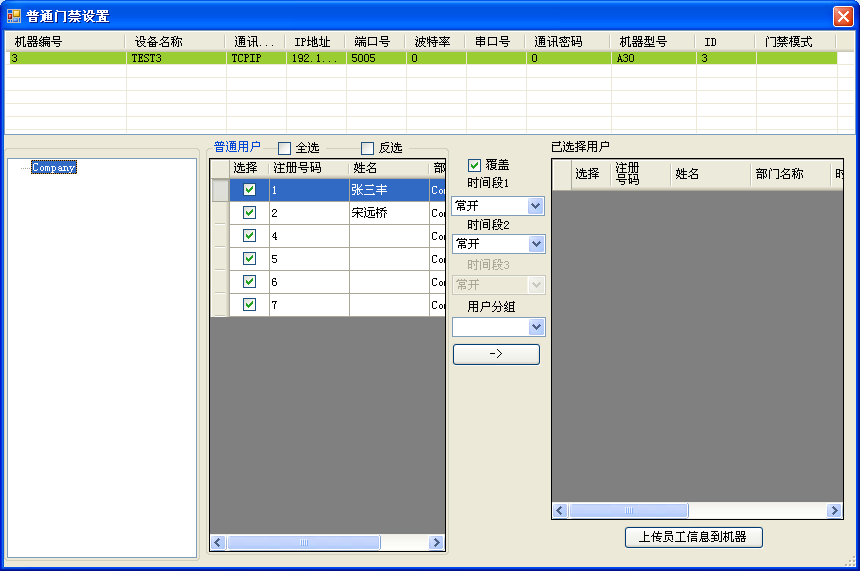 普通门禁设置
机器编号 设备名称 通讯... IP地址 端口号 波特率 串口号 通讯密码 机器型号 ID 门禁模式
3 TEST3 TCPIP 192.1... 5005 0 0 A30 3
Company
普通用户 全选 反选
选择 注册号码 姓名 部
1 张三丰 Co
2 宋远桥 Co
4 Co
5 Co
6 Co
7 Co
覆盖
时间段1
常开
时间段2
常开
时间段3
常开
用户分组
->
已选择用户
选择 注册号码 姓名 部门名称 时
上传员工信息到机器